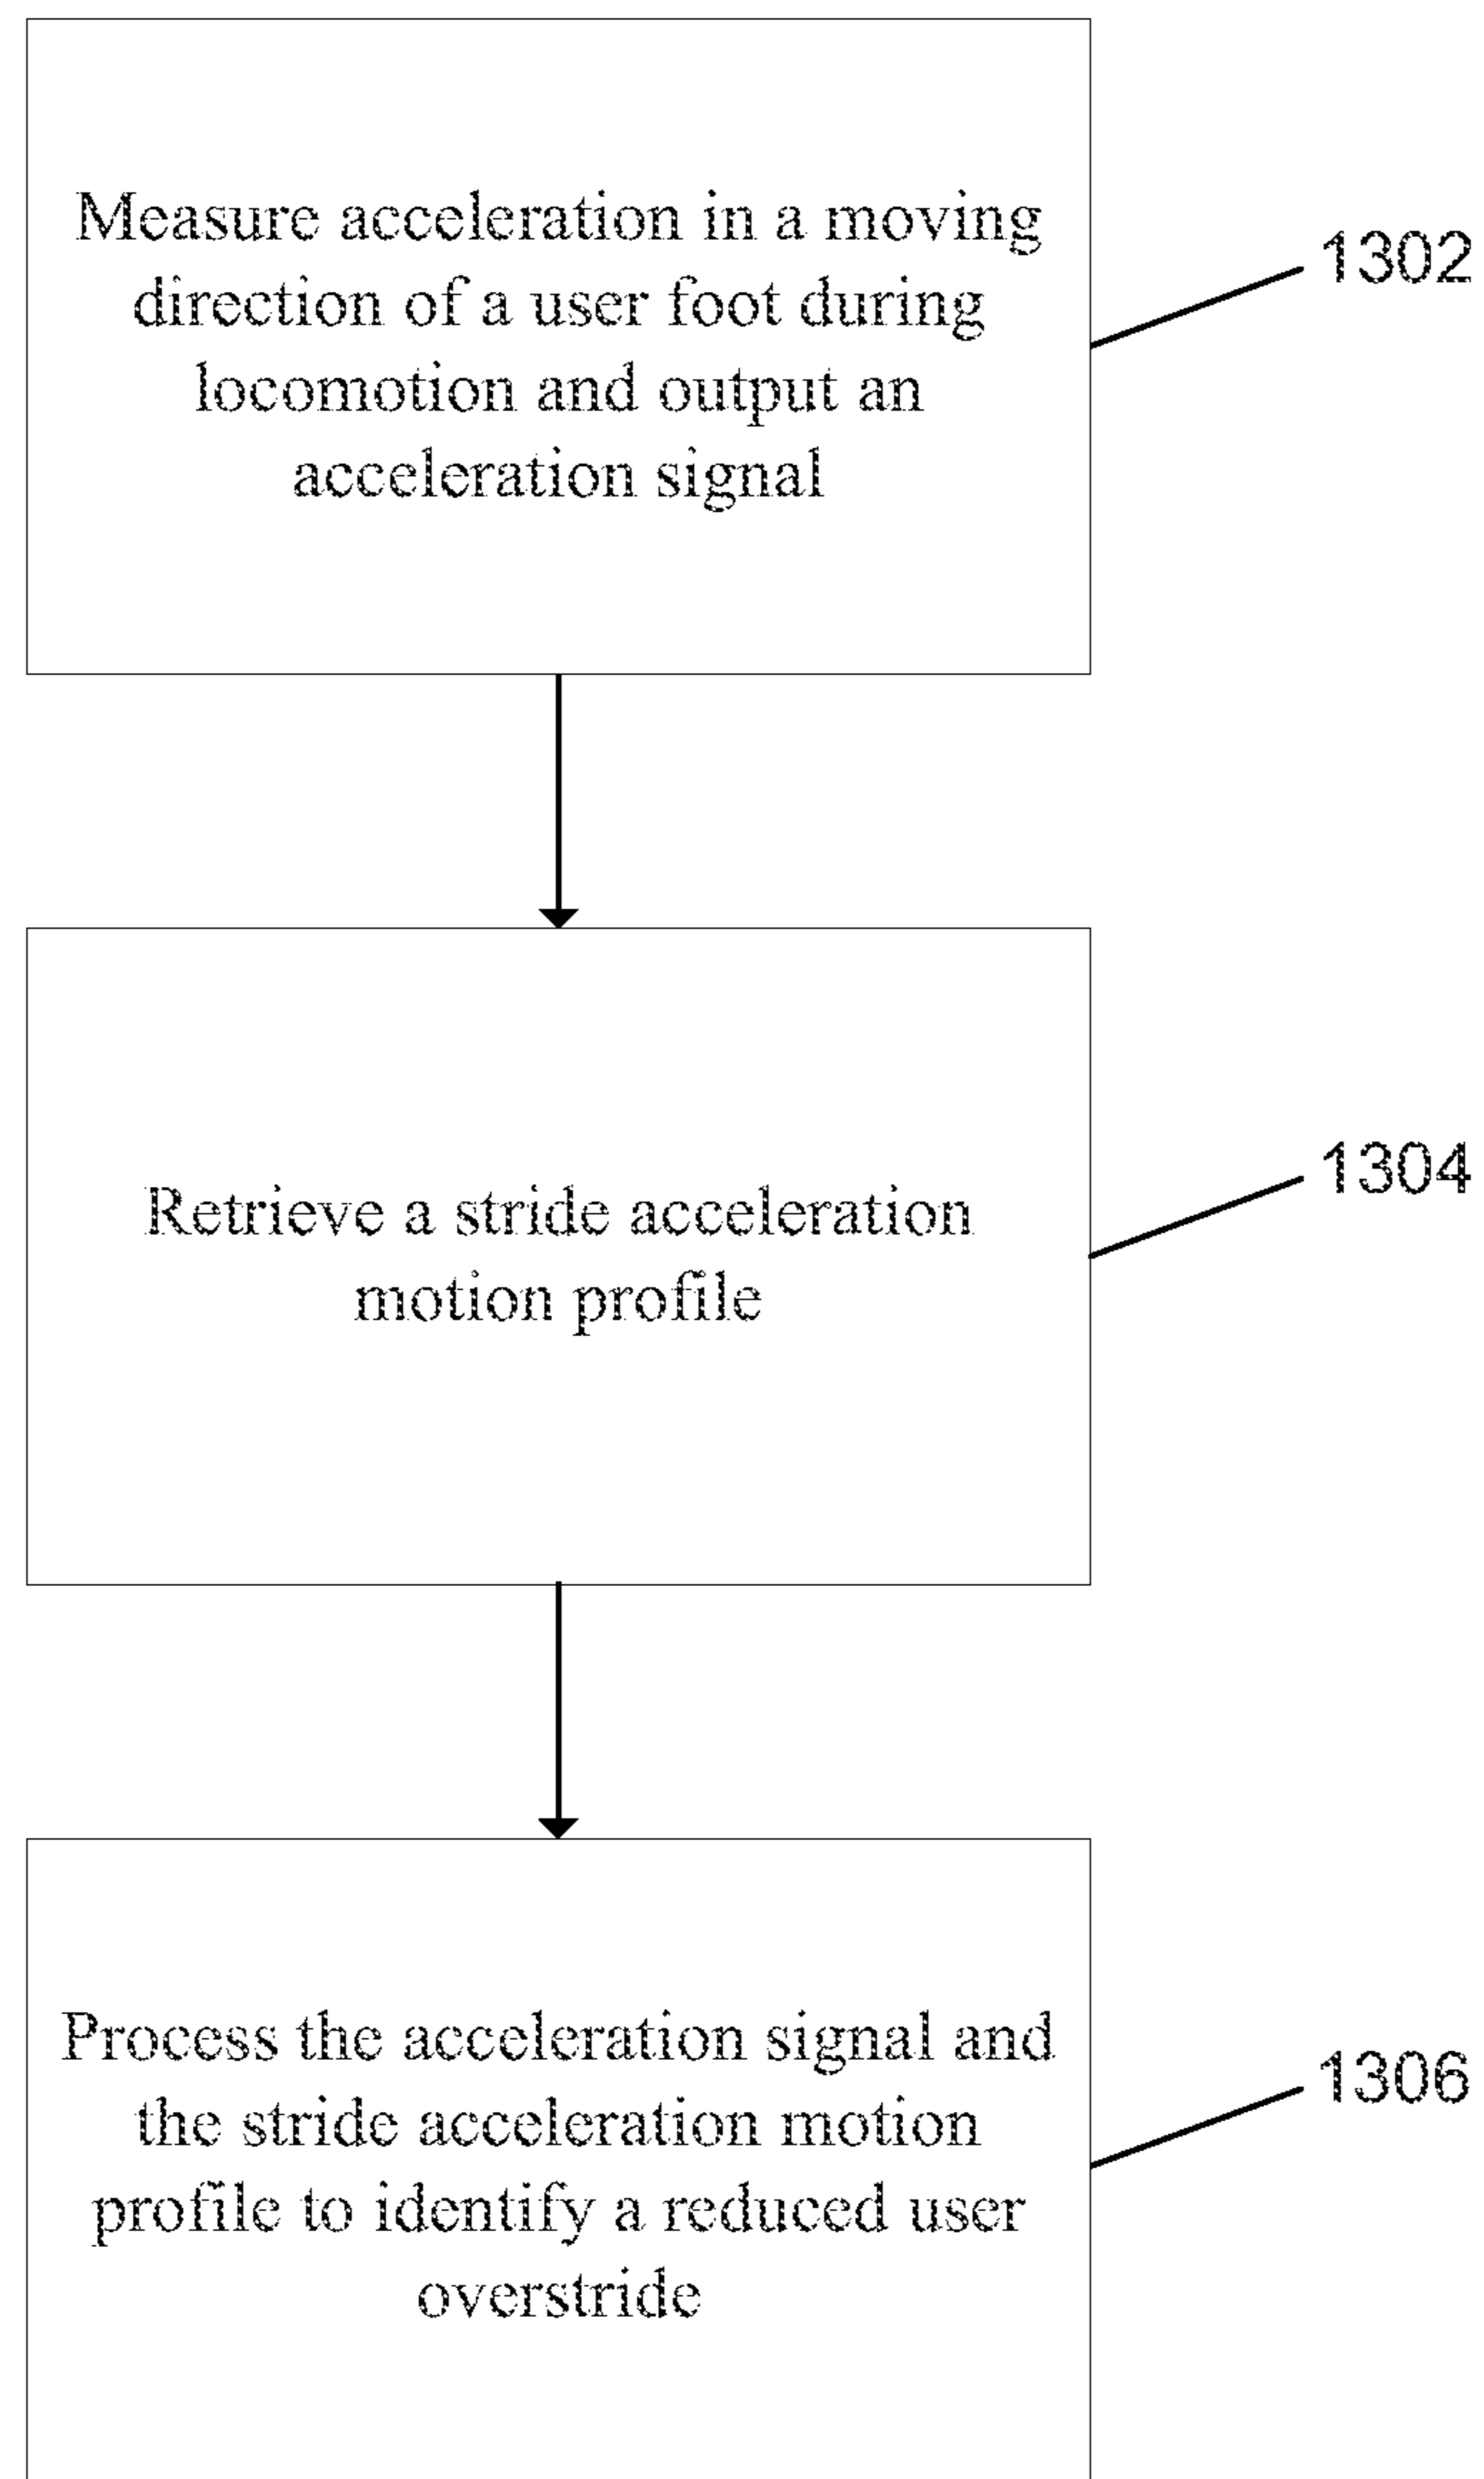 Measure acceleration in a moving
direction of a user foot during
locomotion and output an
acceleration signal
1302
Retrieve a stride acceleration
motion profile
1304
Process the acceleration signal and
the stride acceleration motion
profile to identify a reduced user
overstride
1306